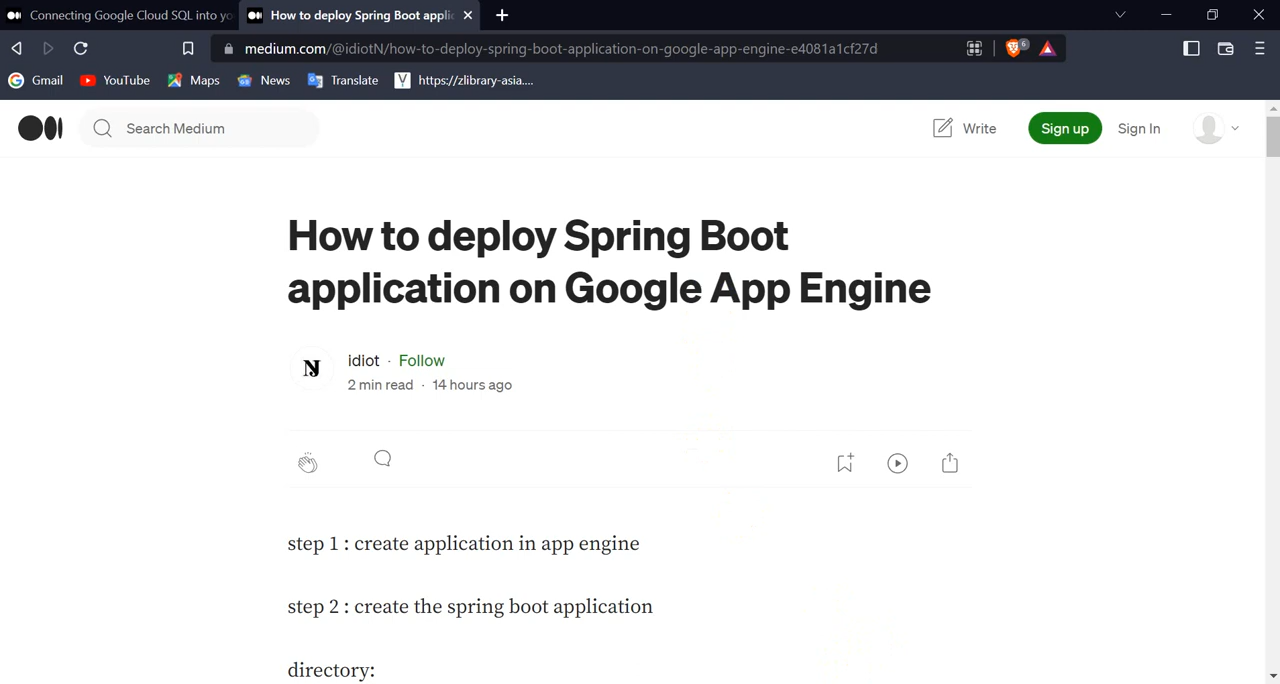 Connecting Google Cloud SQL into yo
How to deploy Spring Boot appli
medium.com/@idiotN/how-to-deploy-spring-boot-application-on-google-app-engine-e4081a1cf27d
6
Gmail
YouTube
Maps
News
Translate
https://zlibrary-asia....
Search Medium
Write
Sign up
Sign In
How to deploy Spring Boot
application on Google App Engine
idiot · Follow
2 min read · 14 hours ago
step 1 : create application in app engine
step 2 : create the spring boot application
directory: